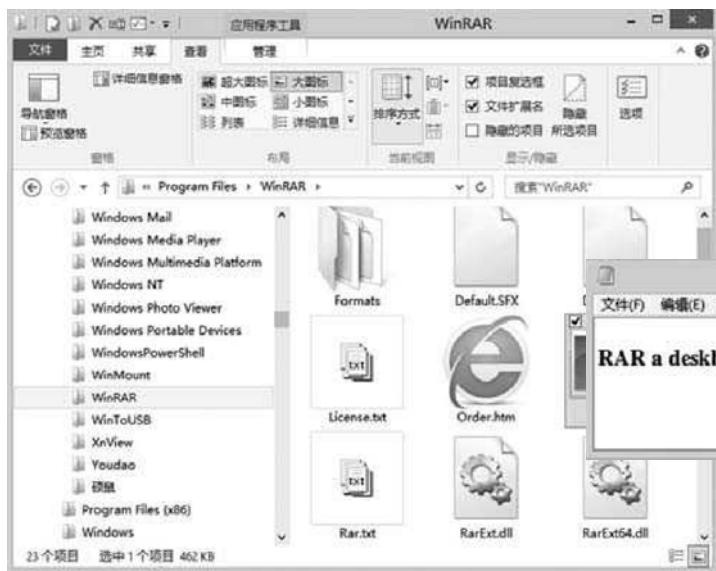 应用程序工具 WinRAR
文件 主页 共享 查看 管理
导航窗格
预览窗格
详细信息窗格
超大图标 大图标
中图标 小图标
列表 详细信息
排序方式
项目复选框
文件扩展名
隐藏的项目
隐藏
所选项目
选项
窗格 布局 当前视图 显示/隐藏
Program Files WinRAR
搜索"WinRAR"
Windows Mail
Windows Media Player
Windows Multimedia Platform
Windows NT
Windows Photo Viewer
Windows Portable Devices
WindowsPowerShell
WinMount
WinRAR
WinToUSB
XnView
Youdao
硕鼠
Program Files (x86)
Windows
Formats Default.SFX
License.txt Order.htm
Rar.txt RarExt.dll RarExt64.dll
文件(F) 编辑(E)
RAR a
23 个项目 选中 1 个项目 462 KB